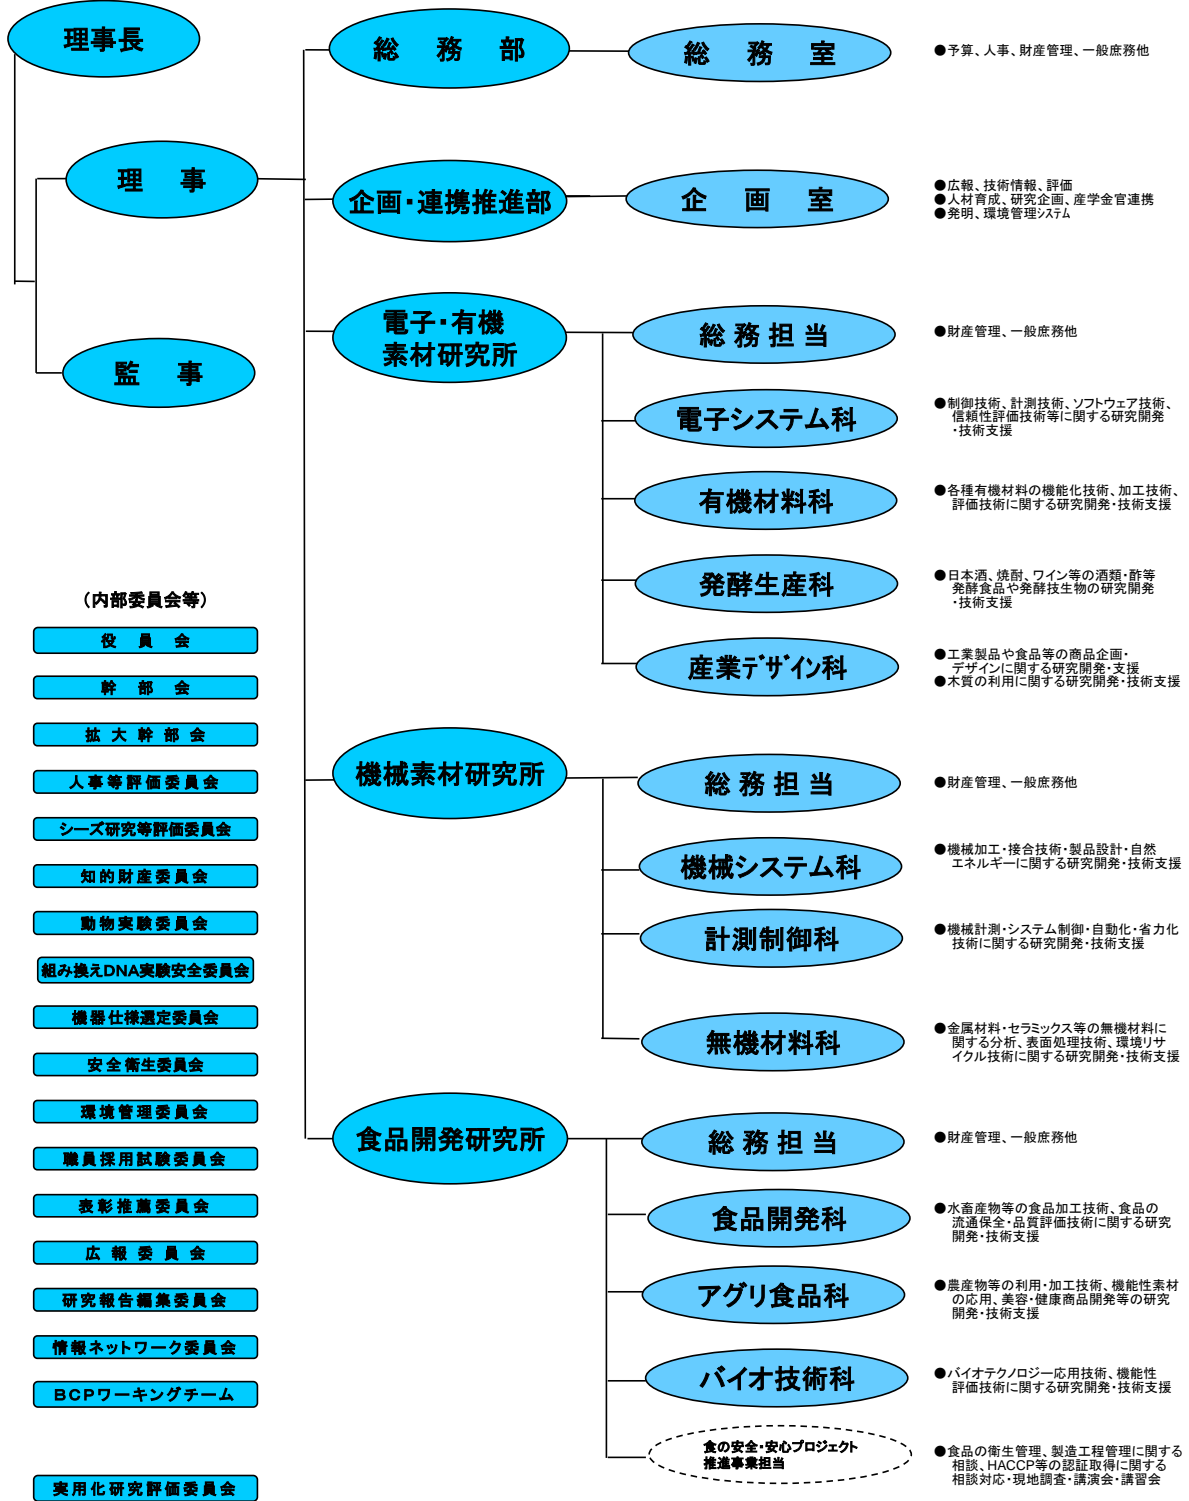 理事長
理　事
監　事
総　務　部
総　務　室
●予算、人事、財産管理、一般庶務他
企画・連携推進部
企　画　室
●広報、技術情報、評価
●人材育成、研究企画、産学金官連携
●発明、環境管理ｼｽﾃﾑ
電子・有機
素材研究所
総 務 担 当
●財産管理、一般庶務他
電子システム科
●制御技術、計測技術、ソフトウェア技術、
信頼性評価技術等に関する研究開発
・技術支援
有機材料科
●各種有機材料の機能化技術、加工技術、
評価技術に関する研究開発・技術支援
発酵生産科
●日本酒、焼酎、ワイン等の酒類・酢等
発酵食品や発酵技生物の研究開発
・技術支援
産業ﾃﾞｻﾞｲﾝ科
●工業製品や食品等の商品企画・
デザインに関する研究開発・支援
●木質の利用に関する研究開発・技術支援
機械素材研究所
総 務 担 当
●財産管理、一般庶務他
機械システム科
●機械加工・接合技術・製品設計・自然
エネルギーに関する研究開発・技術支援
計測制御科
●機械計測・システム制御・自動化・省力化
技術に関する研究開発・技術支援
無機材料科
●金属材料・セラミックス等の無機材料に
関する分析、表面処理技術、環境リサ
イクル技術に関する研究開発・技術支援
食品開発研究所
総 務 担 当
●財産管理、一般庶務他
食品開発科
●水畜産物等の食品加工技術、食品の
流通保全・品質評価技術に関する研究
開発・技術支援
アグリ食品科
●農産物等の利用・加工技術、機能性素材
の応用、美容・健康商品開発等の研究
開発・技術支援
バイオ技術科
●バイオテクノロジー応用技術、機能性
評価技術に関する研究開発・技術支援
食の安全・安心プロジェクト
推進事業担当
●食品の衛生管理、製造工程管理に関する
相談、HACCP等の認証取得に関する
相談対応・現地調査・講演会・講習会
（内部委員会等）
役　員　会
幹　部　会
拡 大 幹 部 会
人事等評価委員会
シーズ研究等評価委員会
知的財産委員会
動物実験委員会
組み換えDNA実験安全委員会
機器仕様選定委員会
安全衛生委員会
環境管理委員会
職員採用試験委員会
表彰推薦委員会
広 報 委 員 会
研究報告編集委員会
情報ネットワーク委員会
BCPワーキングチーム
実用化研究評価委員会